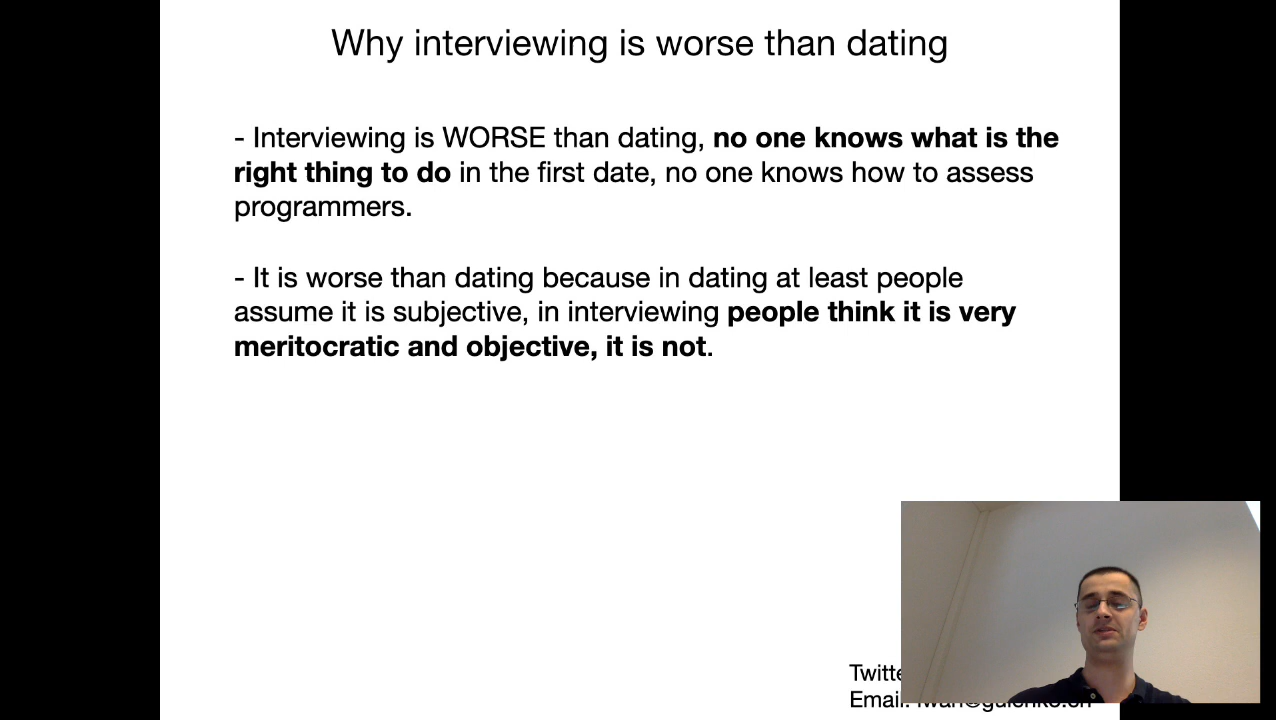 Why interviewing is worse than dating
- Interviewing is WORSE than dating, no one knows what is the
right thing to do in the first date, no one knows how to assess
programmers.
- It is worse than dating because in dating at least people
assume it is subjective, in interviewing people think it is very
meritocratic and objective, it is not.
Email: